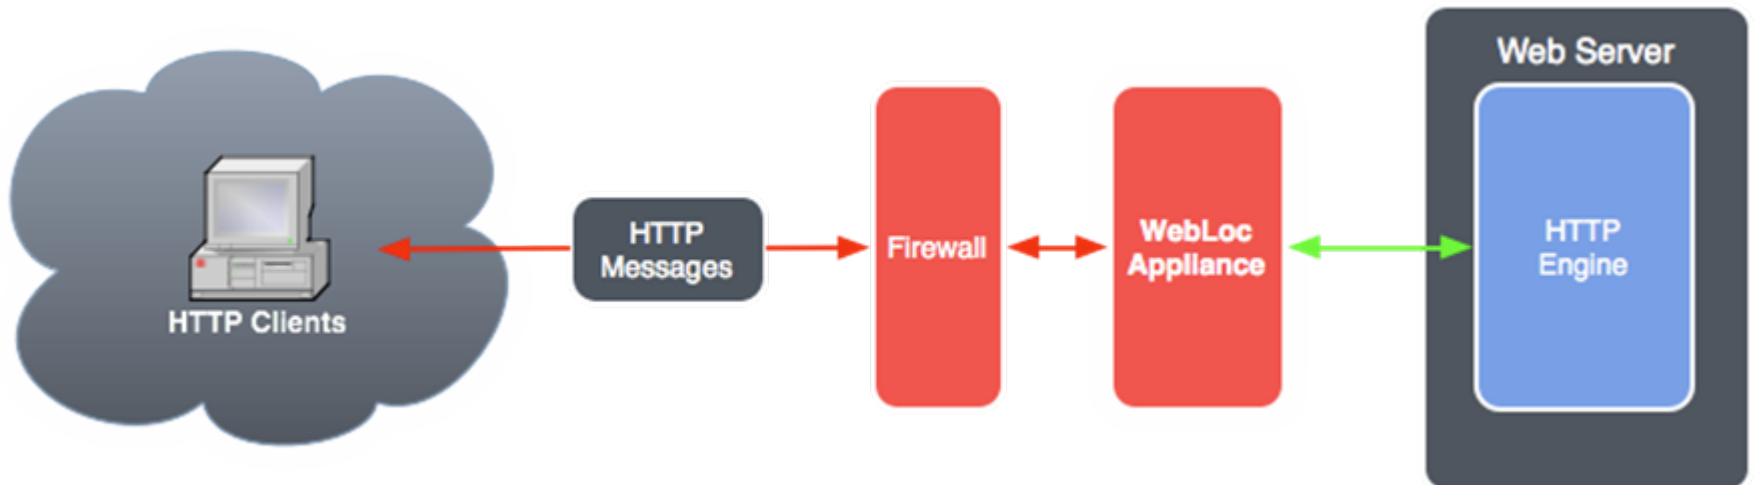 HTTP Clients
HTTP
Messages
Firewall
WebLoc
Appliance
Web Server
HTTP
Engine